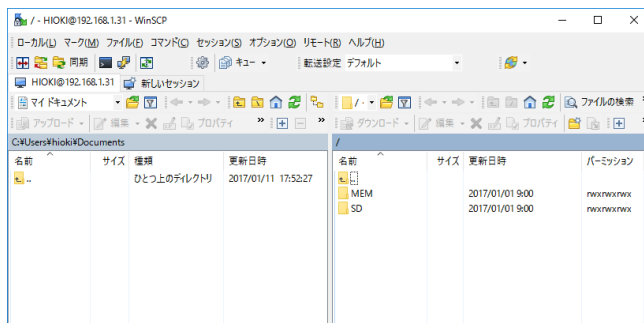 / - HIOKI@192.168.1.31 - WinSCP
ローカル(L) マーク(M) ファイル(F) コマンド(C) セッション(S) オプション(O) リモート(R) ヘルプ(H)
同期 キュー 転送設定 デフォルト
HIOKI@192.168.1.31 新しいセッション
マイ ドキュメント / ファイルの検索
アップロード 編集 プロパティ » ダウンロード 編集 プロパティ
C:¥Users¥hioki¥Documents /
名前 サイズ 種類 更新日時 名前 サイズ 更新日時 パーミッション
.. ひとつ上のディレクトリ 2017/01/11 17:52:27 ..
MEM 2017/01/01 9:00 rwxrwxrwx
SD 2017/01/01 9:00 rwxrwxrwx